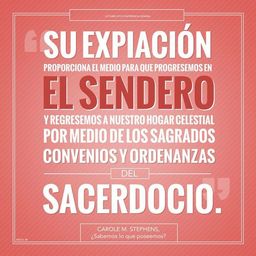 “SU EXPIACIÓN
PROPORCIONA EL MEDIO PARA QUE PROGRESEMOS EN
EL SENDERO
Y REGRESEMOS A NUESTRO HOGAR CELESTIAL
POR MEDIO DE LOS SAGRADOS
CONVENIOS Y ORDENANZAS
DEL
SACERDOCIO.”
CAROLE M. STEPHENS,
¿Sabemos lo que poseemos?